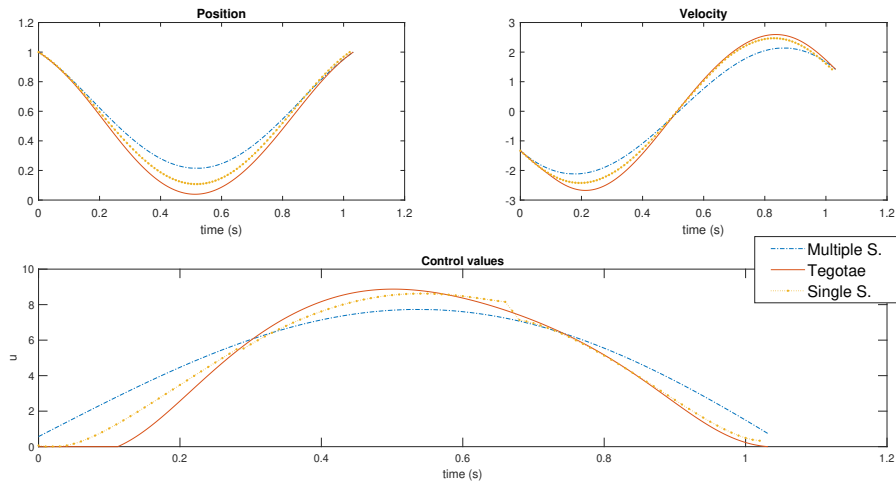 Position
1.2
1
0.8
0.6
0.4
0.2
0
0 0.2 0.4 0.6 0.8 1 1.2
time (s)
Velocity
3
2
1
0
-1
-2
-3
0 0.2 0.4 0.6 0.8 1 1.2
time (s)
Multiple S.
Tegotae
Single S.
Control values
10
8
6
4
2
0
u
0 0.2 0.4 0.6 0.8 1 1.2
time (s)